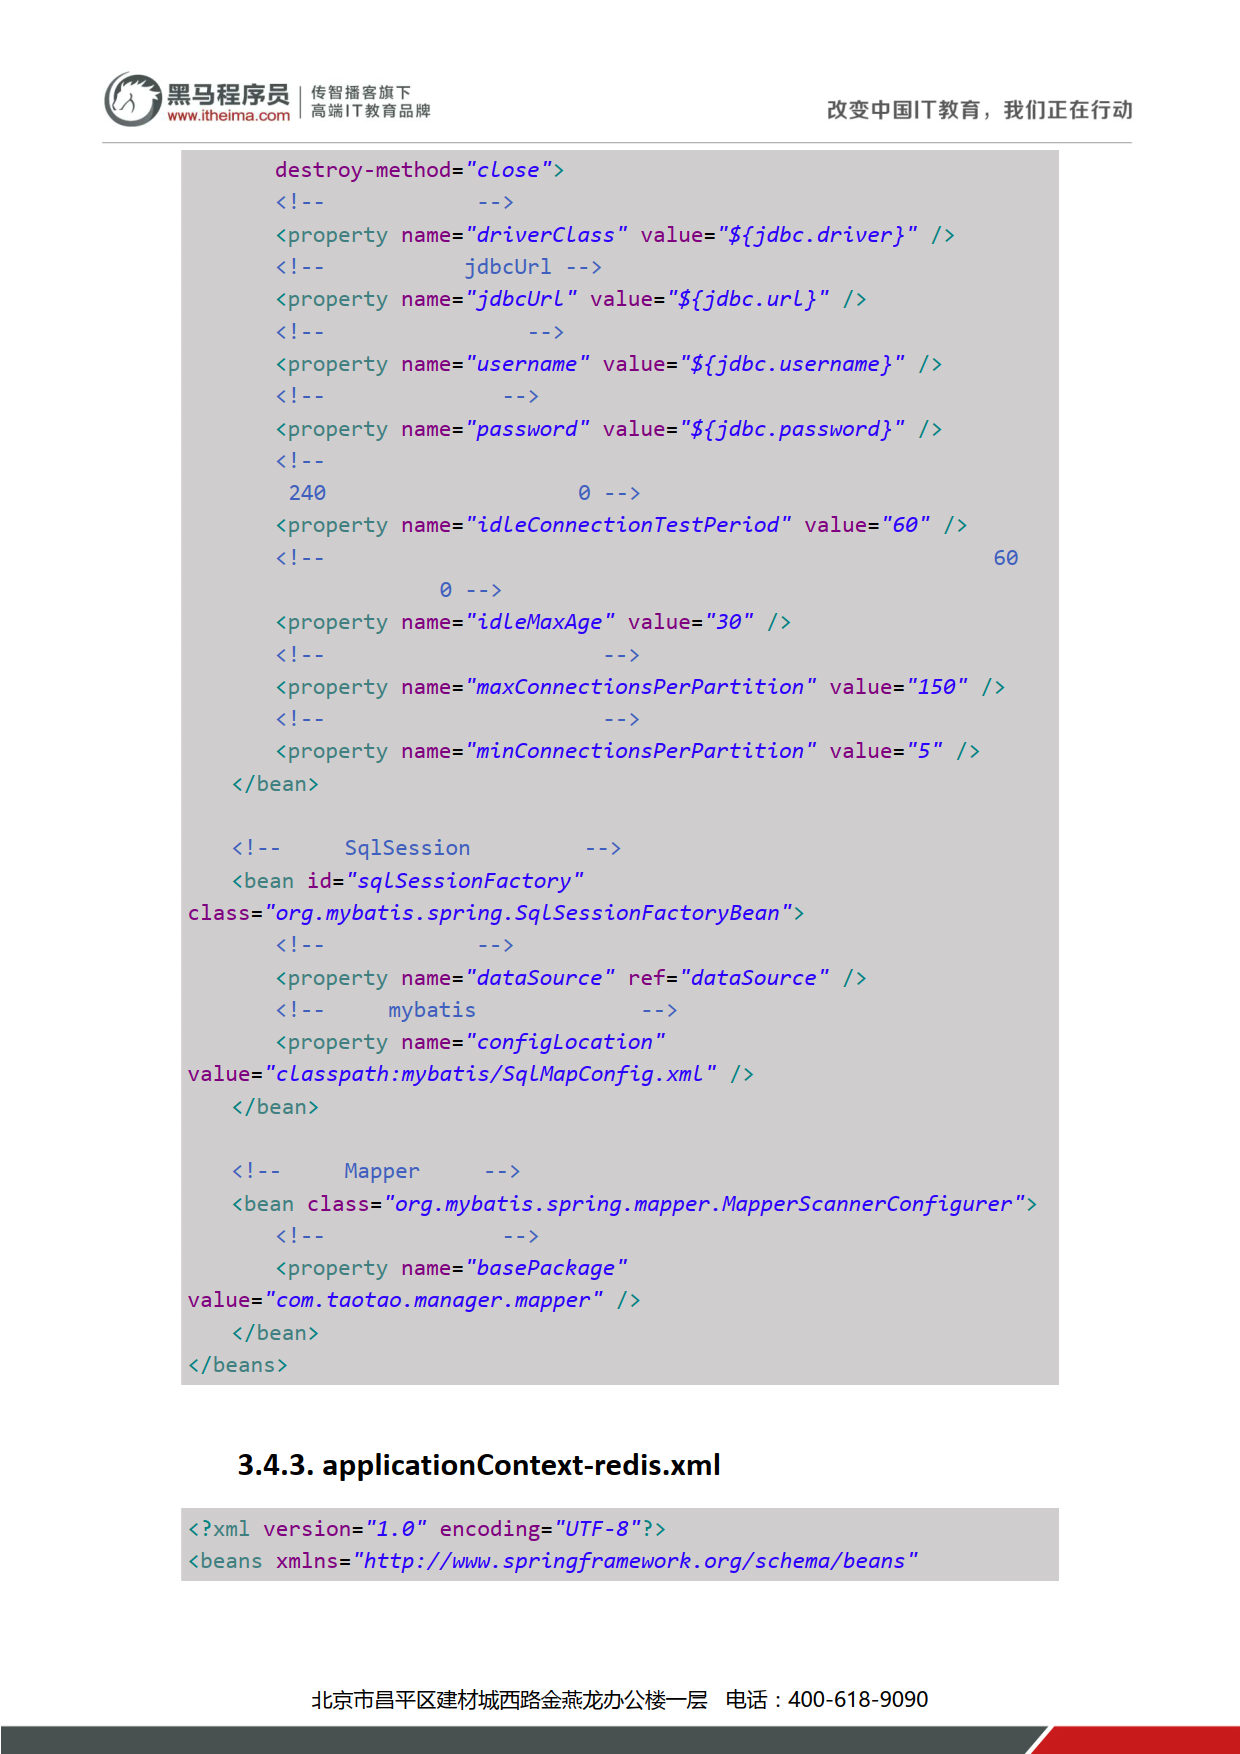 黑马程序员
www.itheima.com
传智播客旗下
高端IT教育品牌
改变中国IT教育，我们正在行动
destroy-method="close">
<!-- -->
<property name="driverClass" value="${jdbc.driver}" />
<!-- jdbcUrl -->
<property name="jdbcUrl" value="${jdbc.url}" />
<!-- -->
<property name="username" value="${jdbc.username}" />
<!-- -->
<property name="password" value="${jdbc.password}" />
<!--
240 0 -->
<property name="idleConnectionTestPeriod" value="60" />
<!-- 60
0 -->
<property name="idleMaxAge" value="30" />
<!-- -->
<property name="maxConnectionsPerPartition" value="150" />
<!-- -->
<property name="minConnectionsPerPartition" value="5" />
</bean>
<!-- SqlSession -->
<bean id="sqlSessionFactory"
class="org.mybatis.spring.SqlSessionFactoryBean">
<!-- -->
<property name="dataSource" ref="dataSource" />
<!-- mybatis -->
<property name="configLocation"
value="classpath:mybatis/SqlMapConfig.xml" />
</bean>
<!-- Mapper -->
<bean class="org.mybatis.spring.mapper.MapperScannerConfigurer">
<!-- -->
<property name="basePackage"
value="com.taotao.manager.mapper" />
</bean>
</beans>
3.4.3. applicationContext-redis.xml
<?xml version="1.0" encoding="UTF-8"?>
<beans xmlns="http://www.springframework.org/schema/beans"
北京市昌平区建材城西路金燕龙办公楼一层 电话：400-618-9090